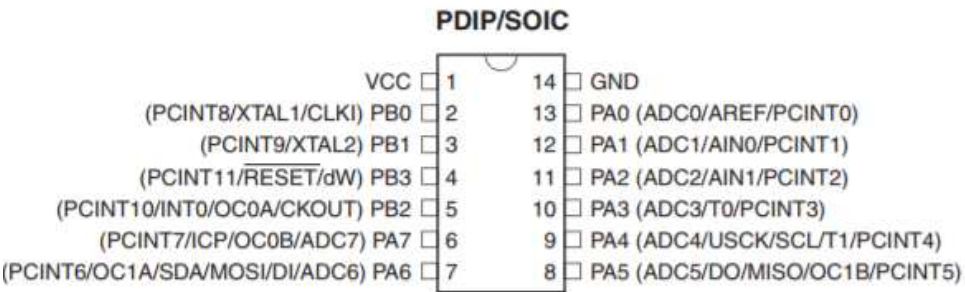 PDIP/SOIC
VCC 1 14 GND
(PCINT8/XTAL1/CLKI) PB0 2 13 PA0 (ADC0/AREF/PCINT0)
(PCINT9/XTAL2) PB1 3 12 PA1 (ADC1/AIN0/PCINT1)
(PCINT11/RESET/dW) PB3 4 11 PA2 (ADC2/AIN1/PCINT2)
(PCINT10/INT0/OC0A/CKOUT) PB2 5 10 PA3 (ADC3/T0/PCINT3)
(PCINT7/ICP/OC0B/ADC7) PA7 6 9 PA4 (ADC4/USCK/SCL/T1/PCINT4)
(PCINT6/OC1A/SDA/MOSI/DI/ADC6) PA6 7 8 PA5 (ADC5/DO/MISO/OC1B/PCINT5)